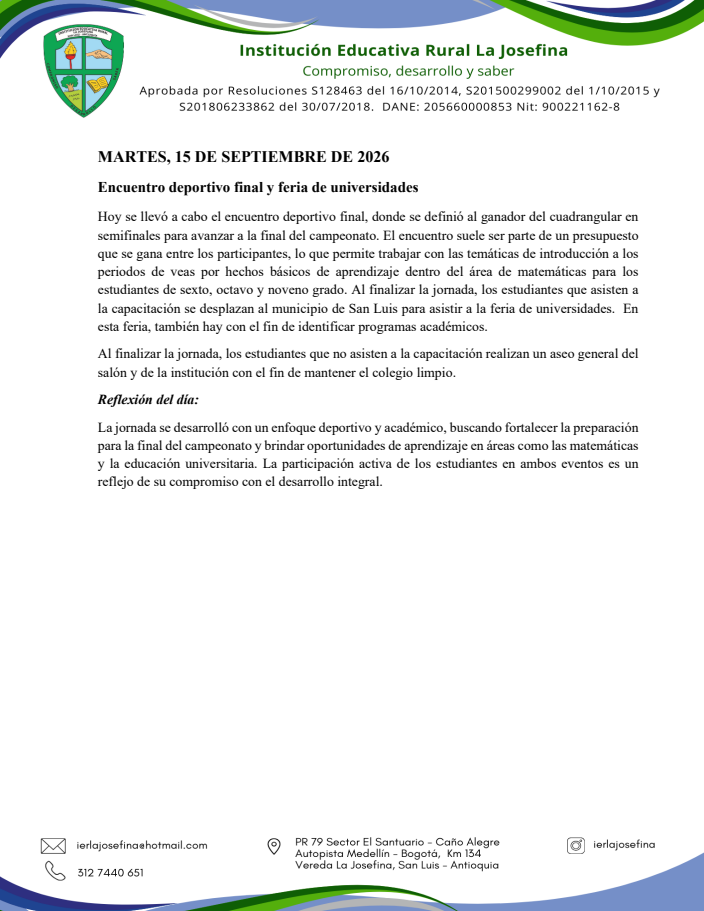 Institución Educativa Rural La Josefina
Compromiso, desarrollo y saber
Aprobada por Resoluciones S128463 del 16/10/2014, S201500299002 del 1/10/2015 y
S201806233862 del 30/07/2018. DANE: 205660000853 Nit: 900221162-8
MARTES, 15 DE SEPTIEMBRE DE 2026
Encuentro deportivo final y feria de universidades
Hoy se llevó a cabo el encuentro deportivo final, donde se definió al ganador del cuadrangular en
semifinales para avanzar a la final del campeonato. El encuentro suele ser parte de un presupuesto
que se gana entre los participantes, lo que permite trabajar con las temáticas de introducción a los
periodos de veas por hechos básicos de aprendizaje dentro del área de matemáticas para los
estudiantes de sexto, octavo y noveno grado. Al finalizar la jornada, los estudiantes que asisten a
la capacitación se desplazan al municipio de San Luis para asistir a la feria de universidades. En
esta feria, también hay con el fin de identificar programas académicos.
Al finalizar la jornada, los estudiantes que no asisten a la capacitación realizan un aseo general del
salón y de la institución con el fin de mantener el colegio limpio.
Reflexión del día:
La jornada se desarrolló con un enfoque deportivo y académico, buscando fortalecer la preparación
para la final del campeonato y brindar oportunidades de aprendizaje en áreas como las matemáticas
y la educación universitaria. La participación activa de los estudiantes en ambos eventos es un
reflejo de su compromiso con el desarrollo integral.
ierlajosefina@hotmail.com
312 7440 651
PR 79 Sector El Santuario - Caño Alegre
Autopista Medellín - Bogotá, Km 134
Vereda La Josefina, San Luis - Antioquia
ierlajosefina